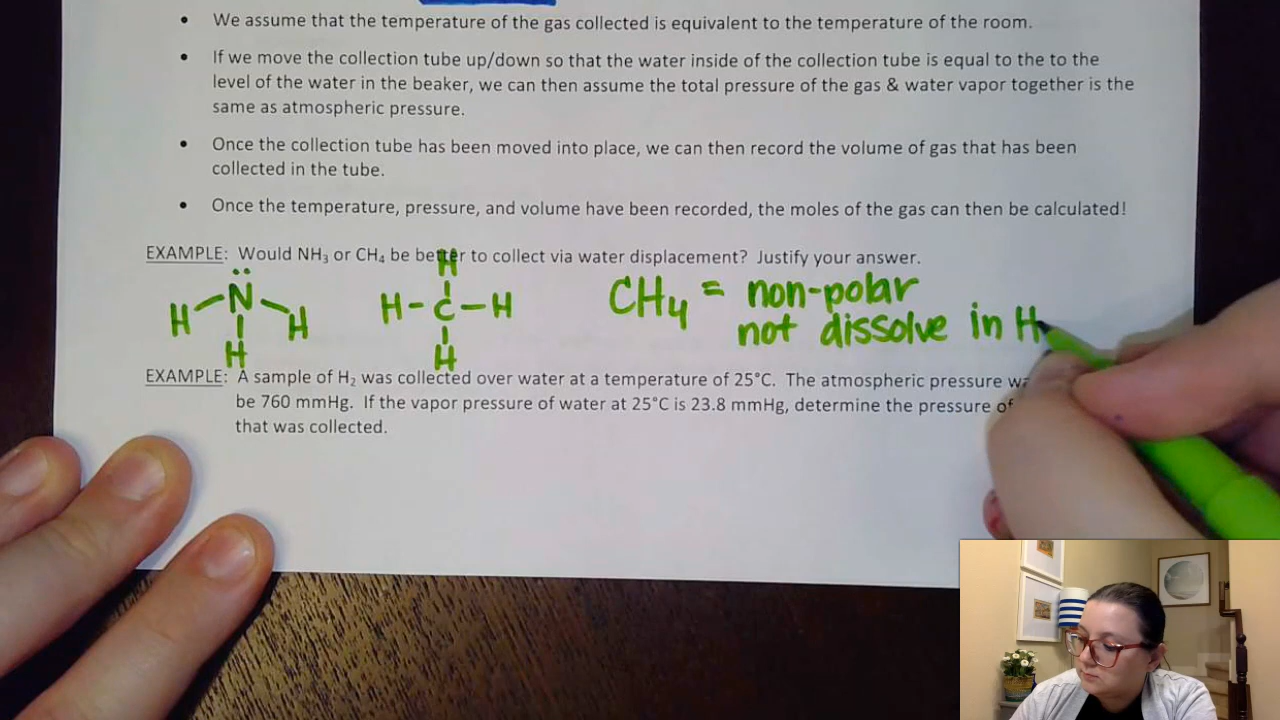 • We assume that the temperature of the gas collected is equivalent to the temperature of the room.
• If we move the collection tube up/down so that the water inside of the collection tube is equal to the to the
level of the water in the beaker, we can then assume the total pressure of the gas & water vapor together is the
same as atmospheric pressure.
• Once the collection tube has been moved into place, we can then record the volume of gas that has been
collected in the tube.
• Once the temperature, pressure, and volume have been recorded, the moles of the gas can then be calculated!
EXAMPLE: Would NH₃ or CH₄ be better to collect via water displacement? Justify your answer.
H
N
H
H
H
H-C-H
H
H
CH₄ = non-polar
not dissolve in H
EXAMPLE: A sample of H₂ was collected over water at a temperature of 25°C. The atmospheric pressure
be 760 mmHg. If the vapor pressure of water at 25°C is 23.8 mmHg, determine the pressure of
that was collected.